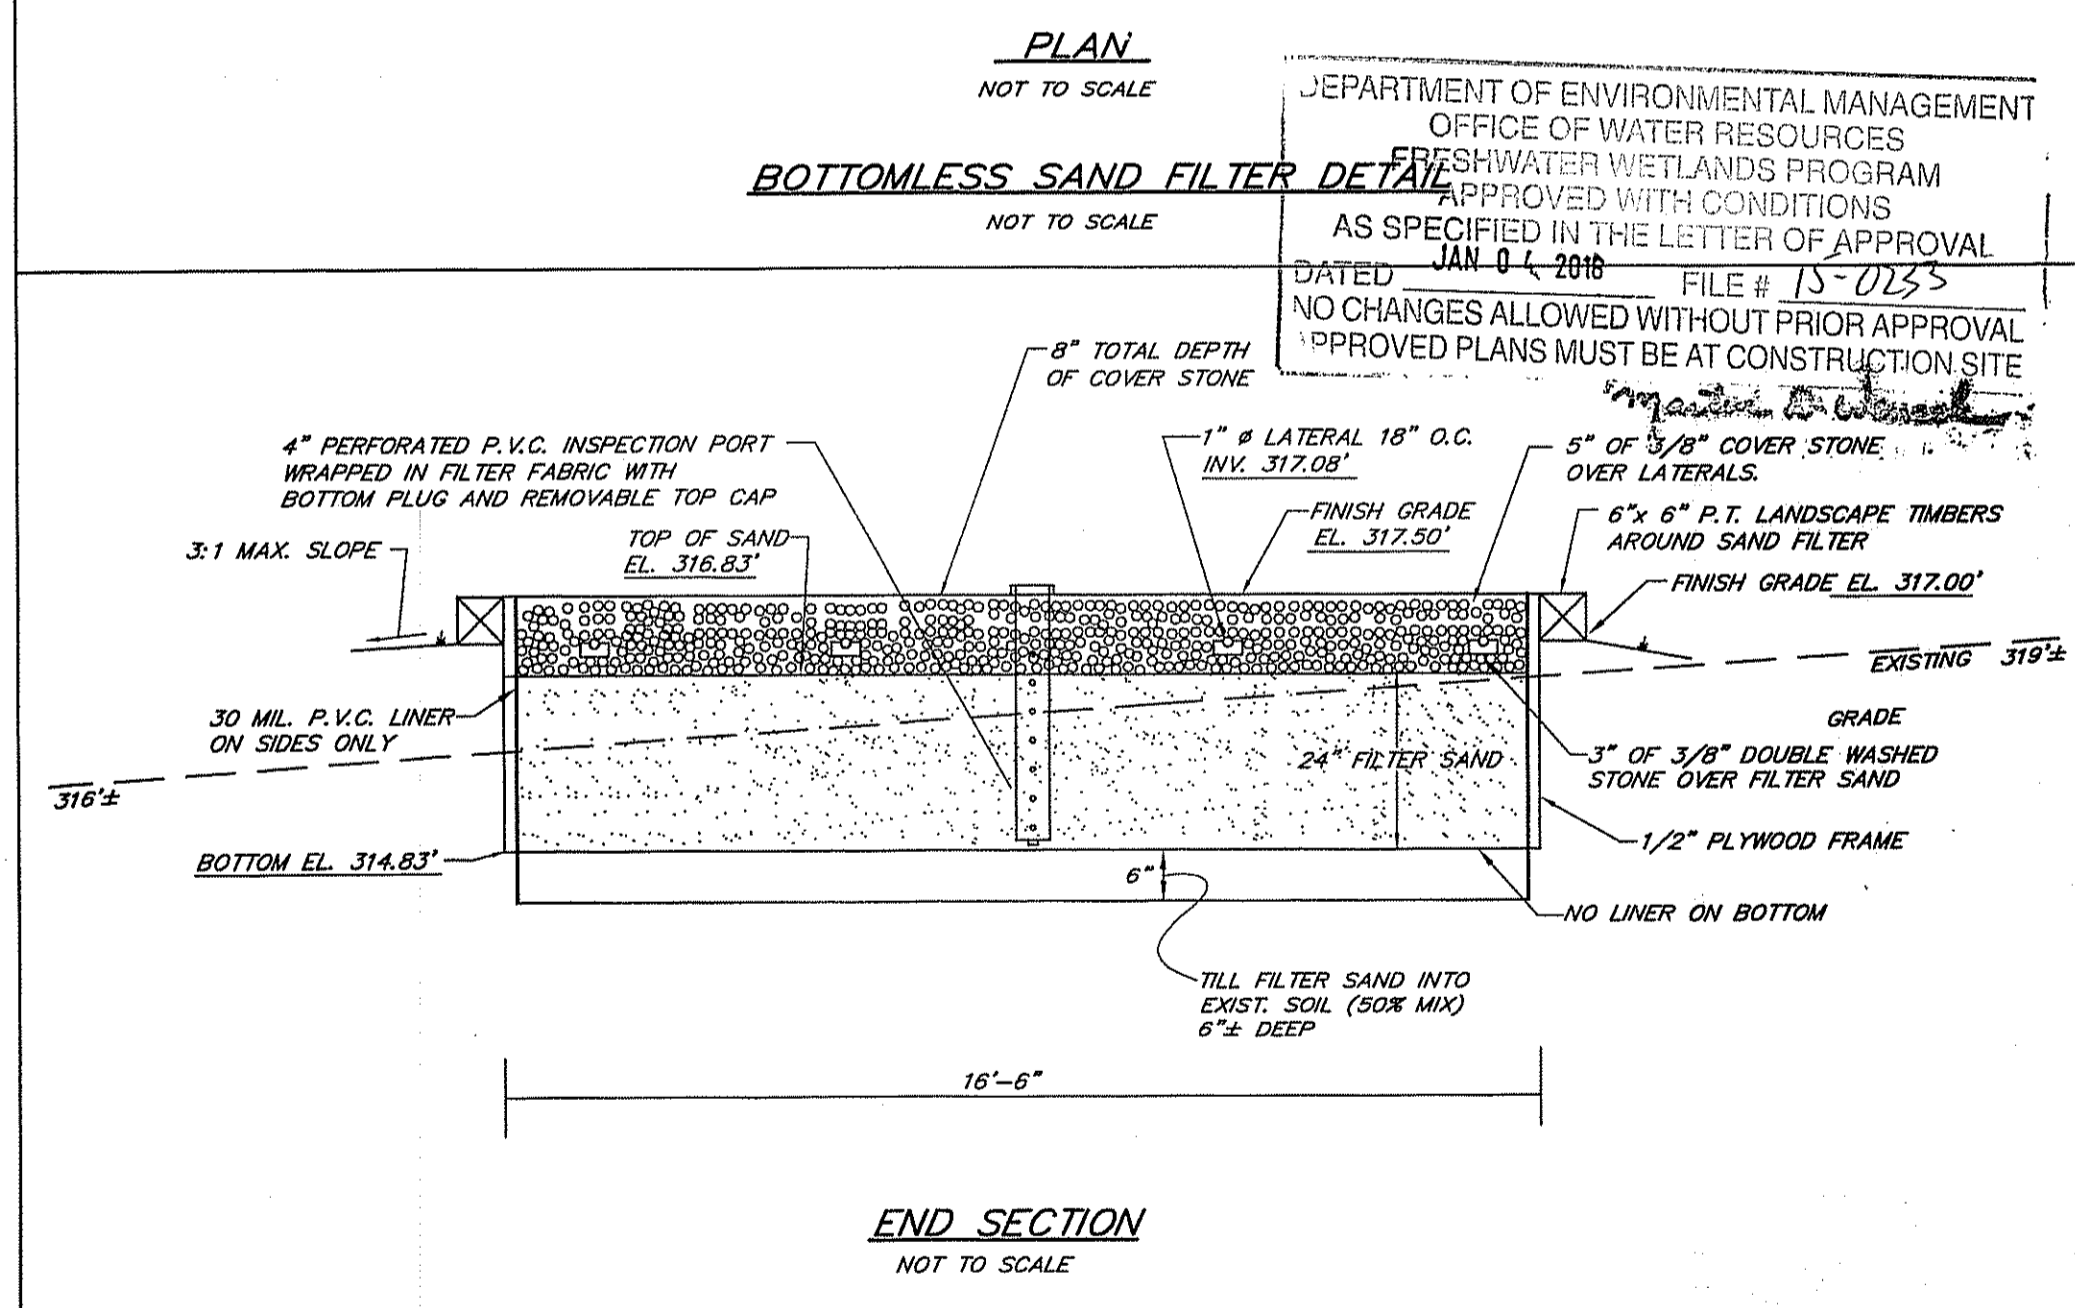 PLAN
NOT TO SCALE
BOTTOMLESS SAND FILTER DETAIL
NOT TO SCALE
DEPARTMENT OF ENVIRONMENTAL MANAGEMENT
OFFICE OF WATER RESOURCES
FRESHWATER WETLANDS PROGRAM
APPROVED WITH CONDITIONS
AS SPECIFIED IN THE LETTER OF APPROVAL
DATED JAN 04 2016 FILE # 15-0233
NO CHANGES ALLOWED WITHOUT PRIOR APPROVAL
APPROVED PLANS MUST BE AT CONSTRUCTION SITE
8" TOTAL DEPTH
OF COVER STONE
4" PERFORATED P.V.C. INSPECTION PORT
WRAPPED IN FILTER FABRIC WITH
BOTTOM PLUG AND REMOVABLE TOP CAP
1" ø LATERAL 18" O.C.
INV. 317.08'
5" OF 3/8" COVER STONE
OVER LATERALS.
3:1 MAX. SLOPE
TOP OF SAND
EL. 316.83'
FINISH GRADE
EL. 317.50'
6"x 6" P.T. LANDSCAPE TIMBERS
AROUND SAND FILTER
FINISH GRADE EL. 317.00'
EXISTING 319'±
GRADE
30 MIL. P.V.C. LINER
ON SIDES ONLY
24" FILTER SAND
3" OF 3/8" DOUBLE WASHED
STONE OVER FILTER SAND
316'±
1/2" PLYWOOD FRAME
BOTTOM EL. 314.83'
6"
NO LINER ON BOTTOM
TILL FILTER SAND INTO
EXIST. SOIL (50% MIX)
6"± DEEP
16'-6"
END SECTION
NOT TO SCALE